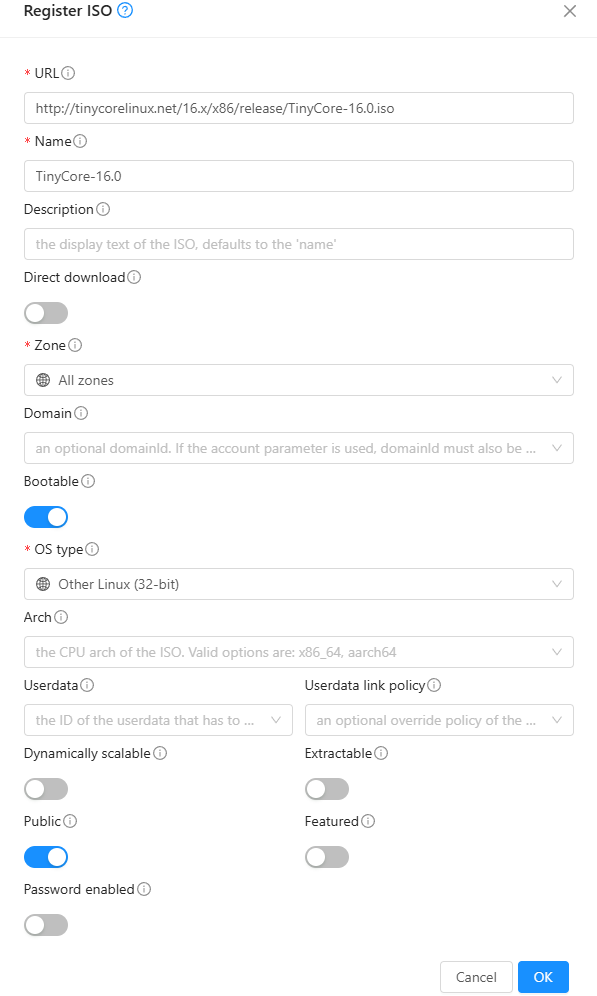 Register ISO
* URL
http://tinycorelinux.net/16.x/x86/release/TinyCore-16.0.iso
* Name
TinyCore-16.0
Description
the display text of the ISO, defaults to the 'name'
Direct download
* Zone
All zones
Domain
an optional domainId. If the account parameter is used, domainId must also be ...
Bootable
* OS type
Other Linux (32-bit)
Arch
the CPU arch of the ISO. Valid options are: x86_64, aarch64
Userdata Userdata link policy
the ID of the userdata that has to ... an optional override policy of the ...
Dynamically scalable Extractable
Public Featured
Password enabled
Cancel OK